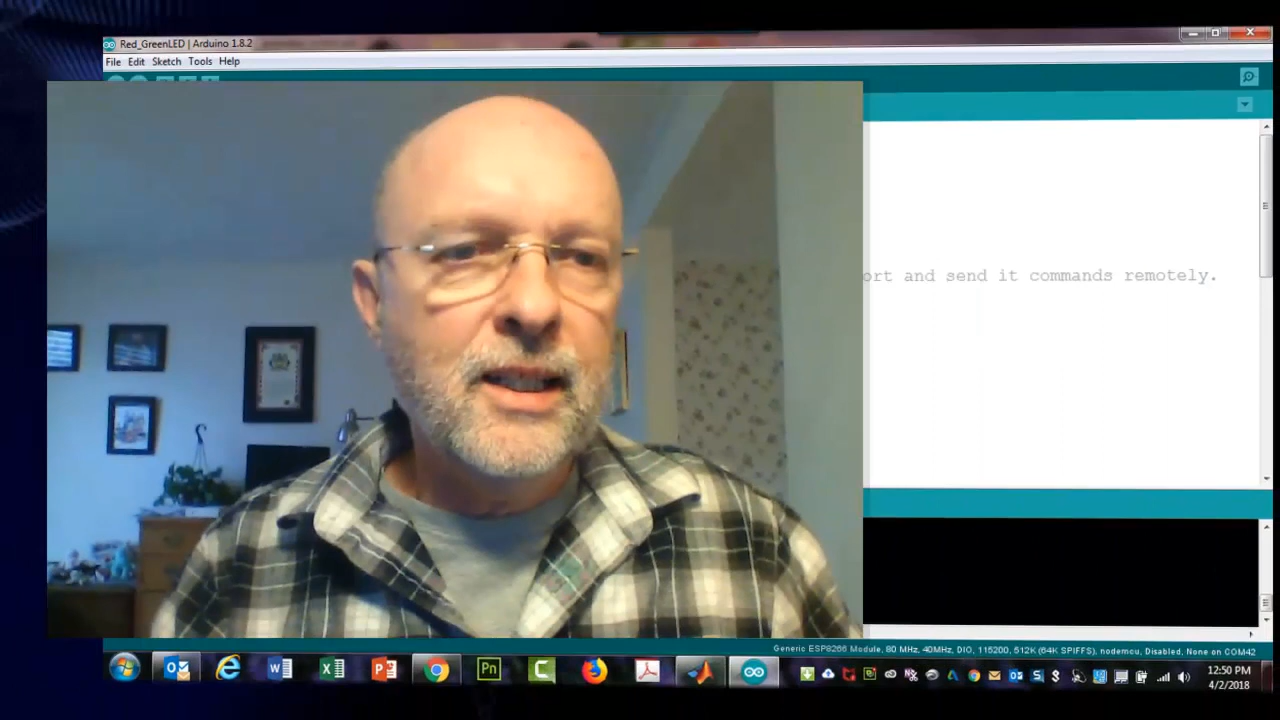 Red_GreenLED | Arduino 1.8.2
File Edit Sketch Tools Help
ort and send it commands remotely.
Generic ESP8266 Module, 80 MHz, 40MHz, DIO, 115200, 512K (64K SPIFFS), nodemcu, Disabled, None on COM42
Pn
12:50 PM
4/2/2018